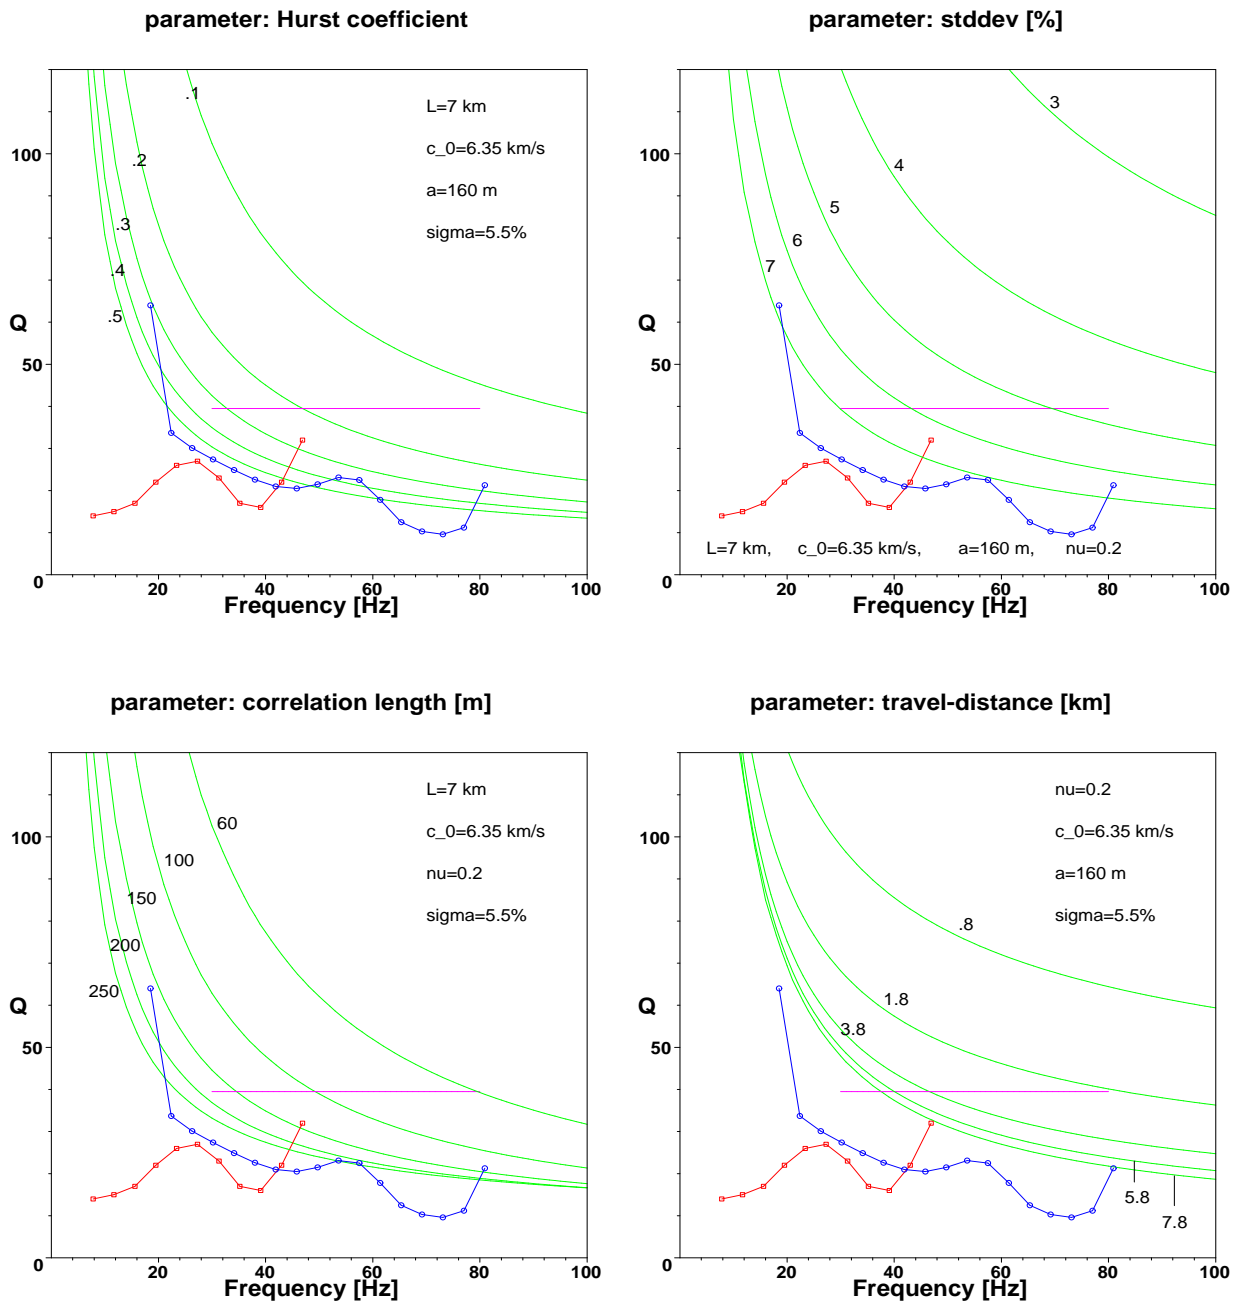 parameter: Hurst coefficient
.1
.2
.3
.4
.5
L=7 km
c_0=6.35 km/s
a=160 m
sigma=5.5%
100
Q
50
0
20
40
60
80
100
Frequency [Hz]
parameter: stddev [%]
3
4
5
6
7
100
Q
50
L=7 km, c_0=6.35 km/s, a=160 m, nu=0.2
0
20
40
60
80
100
Frequency [Hz]
parameter: correlation length [m]
60
100
150
200
250
L=7 km
c_0=6.35 km/s
nu=0.2
sigma=5.5%
100
Q
50
0
20
40
60
80
100
Frequency [Hz]
parameter: travel-distance [km]
nu=0.2
c_0=6.35 km/s
a=160 m
sigma=5.5%
.8
1.8
3.8
5.8
7.8
100
Q
50
0
20
40
60
80
100
Frequency [Hz]